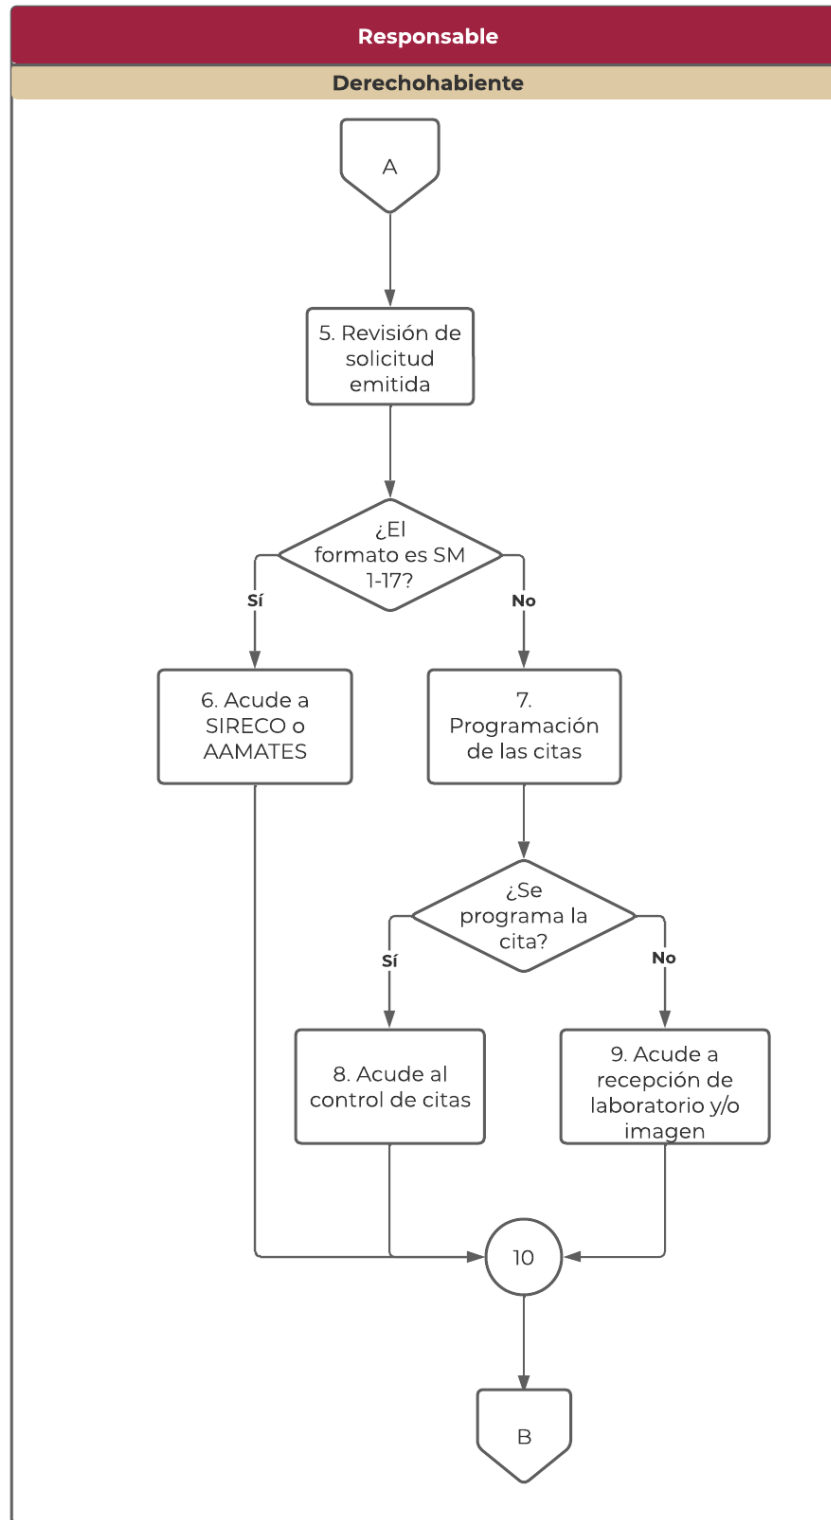 Responsable
Derechohabiente
A
5. Revisión de
solicitud
emitida
¿El
formato es SM
1-17?
Sí
No
6. Acude a
SIRECO o
AAMATES
7.
Programación
de las citas
¿Se
programa la
cita?
Sí
No
8. Acude al
control de citas
9. Acude a
recepción de
laboratorio y/o
imagen
10
B